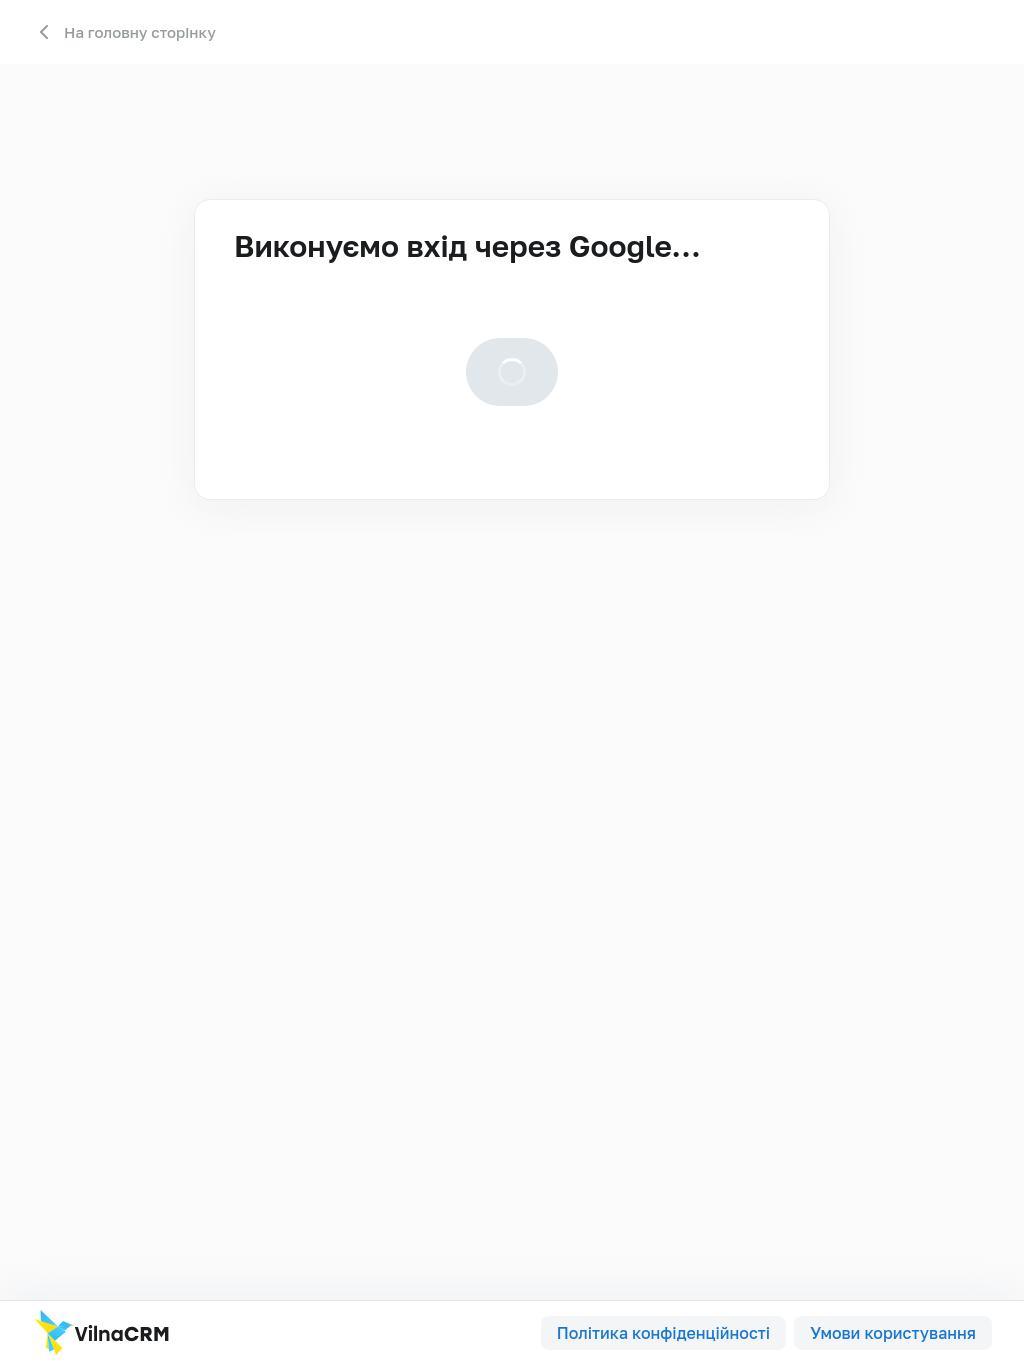 На головну сторінку
Виконуємо вхід через Google...
VilnaCRM
Політика конфіденційності
Умови користування